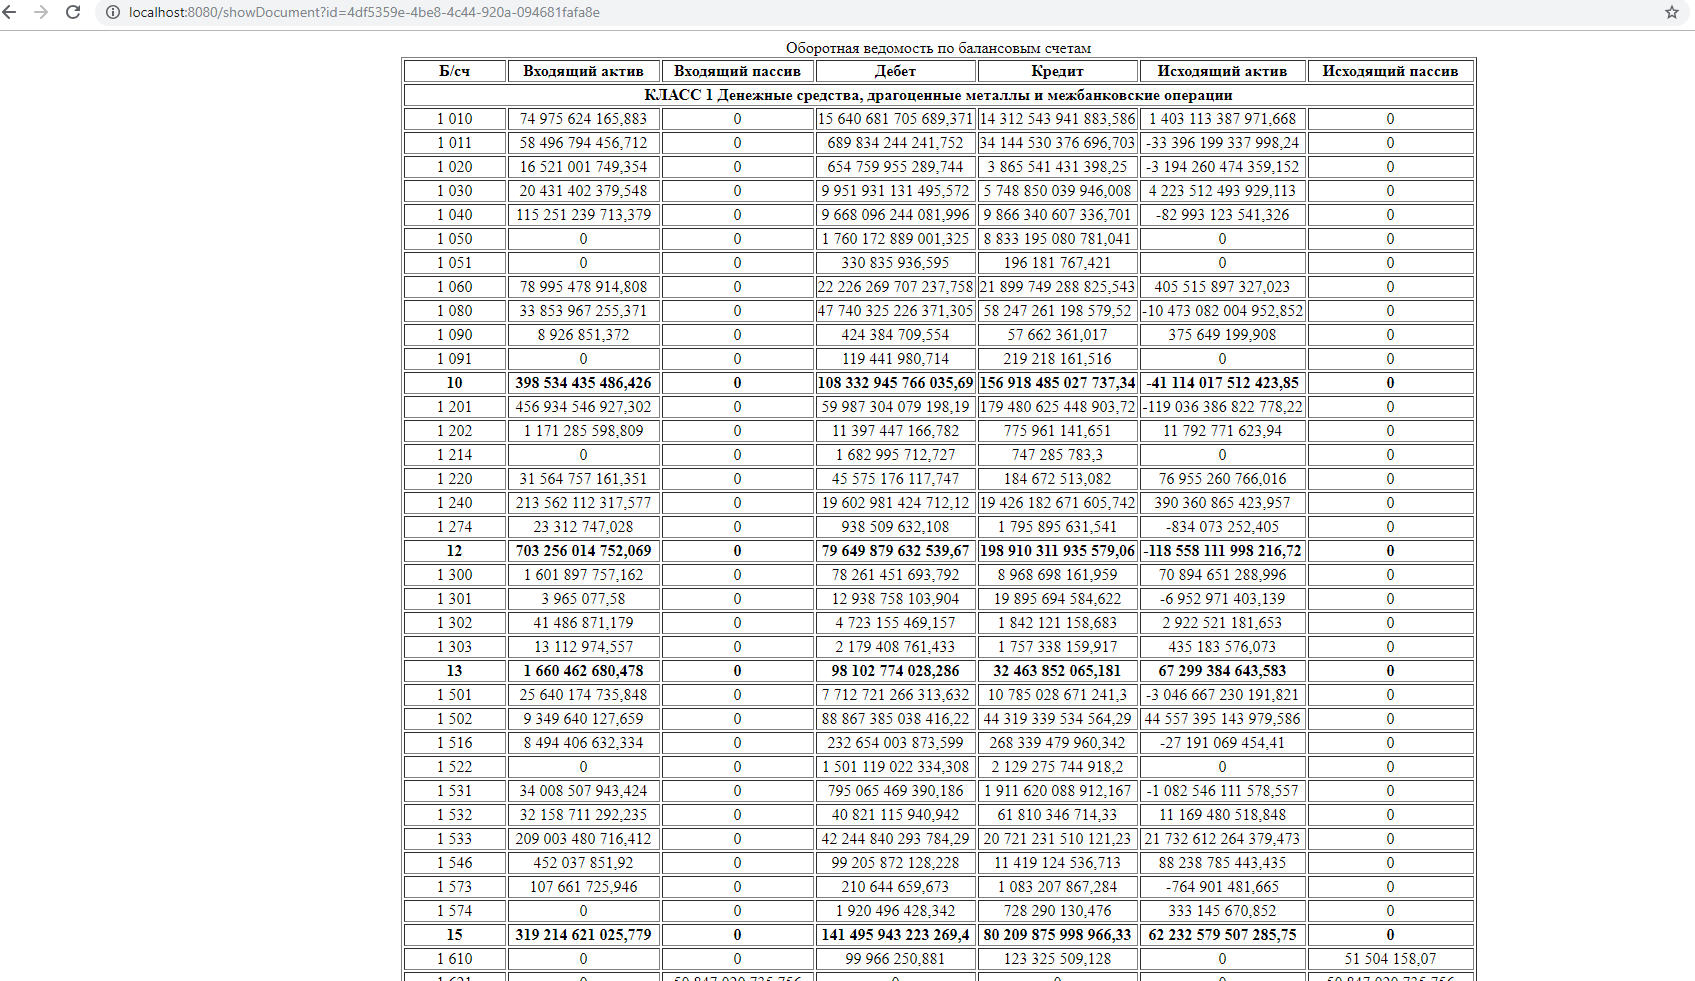 localhost:8080/showDocument?id=4df5359e-4be8-4c44-920a-094681fafa8e
Оборотная ведомость по балансовым счетам
Б/сч Входящий актив Входящий пассив Дебет Кредит Исходящий актив Исходящий пассив
КЛАСС 1 Денежные средства, драгоценные металлы и межбанковские операции
1 010 74 975 624 165,883 0 15 640 681 705 689,371 14 312 543 941 883,586 1 403 113 387 971,668 0
1 011 58 496 794 456,712 0 689 834 244 241,752 34 144 530 376 696,703 -33 396 199 337 998,24 0
1 020 16 521 001 749,354 0 654 759 955 289,744 3 865 541 431 398,25 -3 194 260 474 359,152 0
1 030 20 431 402 379,548 0 9 951 931 131 495,572 5 748 850 039 946,008 4 223 512 493 929,113 0
1 040 115 251 239 713,379 0 9 668 096 244 081,996 9 866 340 607 336,701 -82 993 123 541,326 0
1 050 0 0 1 760 172 889 001,325 8 833 195 080 781,041 0 0
1 051 0 0 330 835 936,595 196 181 767,421 0 0
1 060 78 995 478 914,808 0 22 226 269 707 237,758 21 899 749 288 825,543 405 515 897 327,023 0
1 080 33 853 967 255,371 0 47 740 325 226 371,305 58 247 261 198 579,52 -10 473 082 004 952,852 0
1 090 8 926 851,372 0 424 384 709,554 57 662 361,017 375 649 199,908 0
1 091 0 0 119 441 980,714 219 218 161,516 0 0
10 398 534 435 486,426 0 108 332 945 766 035,69 156 918 485 027 737,34 -41 114 017 512 423,85 0
1 201 456 934 546 927,302 0 59 987 304 079 198,19 179 480 625 448 903,72 -119 036 386 822 778,22 0
1 202 1 171 285 598,809 0 11 397 447 166,782 775 961 141,651 11 792 771 623,94 0
1 214 0 0 1 682 995 712,727 747 285 783,3 0 0
1 220 31 564 757 161,351 0 45 575 176 117,747 184 672 513,082 76 955 260 766,016 0
1 240 213 562 112 317,577 0 19 602 981 424 712,12 19 426 182 671 605,742 390 360 865 423,957 0
1 274 23 312 747,028 0 938 509 632,108 1 795 895 631,541 -834 073 252,405 0
12 703 256 014 752,069 0 79 649 879 632 539,67 198 910 311 935 579,06 -118 558 111 998 216,72 0
1 300 1 601 897 757,162 0 78 261 451 693,792 8 968 698 161,959 70 894 651 288,996 0
1 301 3 965 077,58 0 12 938 758 103,904 19 895 694 584,622 -6 952 971 403,139 0
1 302 41 486 871,179 0 4 723 155 469,157 1 842 121 158,683 2 922 521 181,653 0
1 303 13 112 974,557 0 2 179 408 761,433 1 757 338 159,917 435 183 576,073 0
13 1 660 462 680,478 0 98 102 774 028,286 32 463 852 065,181 67 299 384 643,583 0
1 501 25 640 174 735,848 0 7 712 721 266 313,632 10 785 028 671 241,3 -3 046 667 230 191,821 0
1 502 9 349 640 127,659 0 88 867 385 038 416,22 44 319 339 534 564,29 44 557 395 143 979,586 0
1 516 8 494 406 632,334 0 232 654 003 873,599 268 339 479 960,342 -27 191 069 454,41 0
1 522 0 0 1 501 119 022 334,308 2 129 275 744 918,2 0 0
1 531 34 008 507 943,424 0 795 065 469 390,186 1 911 620 088 912,167 -1 082 546 111 578,557 0
1 532 32 158 711 292,235 0 40 821 115 940,942 61 810 346 714,33 11 169 480 518,848 0
1 533 209 003 480 716,412 0 42 244 840 293 784,29 20 721 231 510 121,23 21 732 612 264 379,473 0
1 546 452 037 851,92 0 99 205 872 128,228 11 419 124 536,713 88 238 785 443,435 0
1 573 107 661 725,946 0 210 644 659,673 1 083 207 867,284 -764 901 481,665 0
1 574 0 0 1 920 496 428,342 728 290 130,476 333 145 670,852 0
15 319 214 621 025,779 0 141 495 943 223 269,4 80 209 875 998 966,33 62 232 579 507 285,75 0
1 610 0 0 99 966 250,881 123 325 509,128 0 51 504 158,07